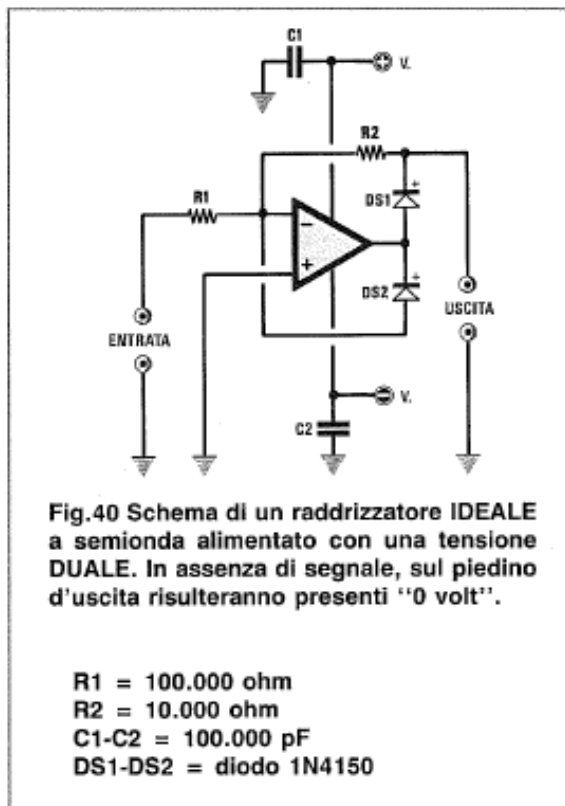 C1
V.
R2
DS1
+
R1
−
+
DS2
+
ENTRATA
USCITA
V.
C2
Fig.40 Schema di un raddrizzatore IDEALE
a semionda alimentato con una tensione
DUALE. In assenza di segnale, sul piedino
d'uscita risulteranno presenti ''0 volt''.
R1 = 100.000 ohm
R2 = 10.000 ohm
C1-C2 = 100.000 pF
DS1-DS2 = diodo 1N4150